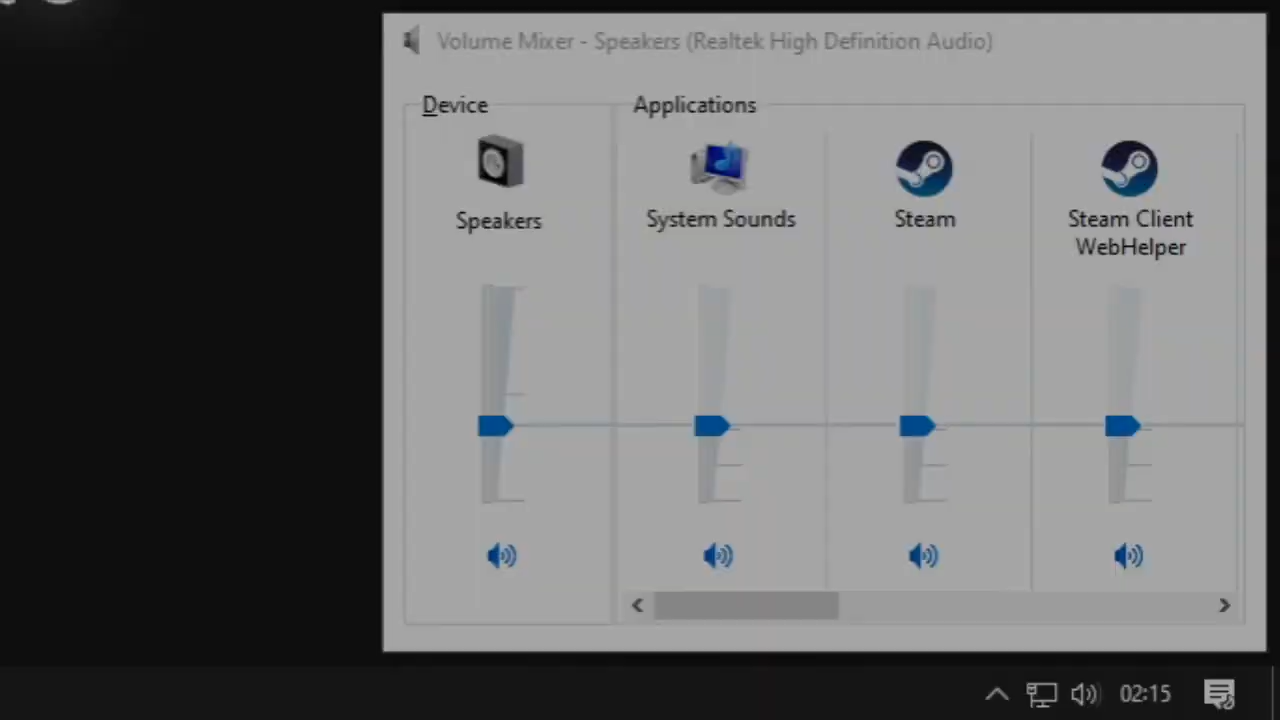 Volume Mixer - Speakers (Realtek High Definition Audio)
Device
Applications
Speakers
System Sounds
Steam
Steam Client
WebHelper
02:15